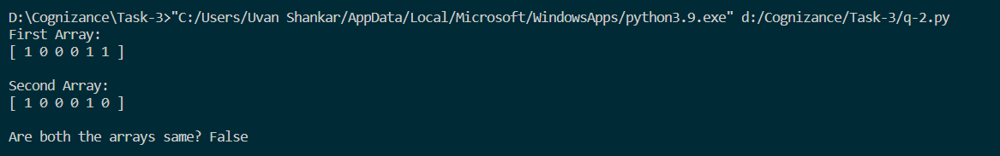 D:\Cognizance\Task-3>"C:/Users/Uvan Shankar/AppData/Local/Microsoft/WindowsApps/python3.9.exe" d:/Cognizance/Task-3/q-2.py
First Array:
[ 1 0 0 0 1 1 ]
Second Array:
[ 1 0 0 0 1 0 ]
Are both the arrays same? False